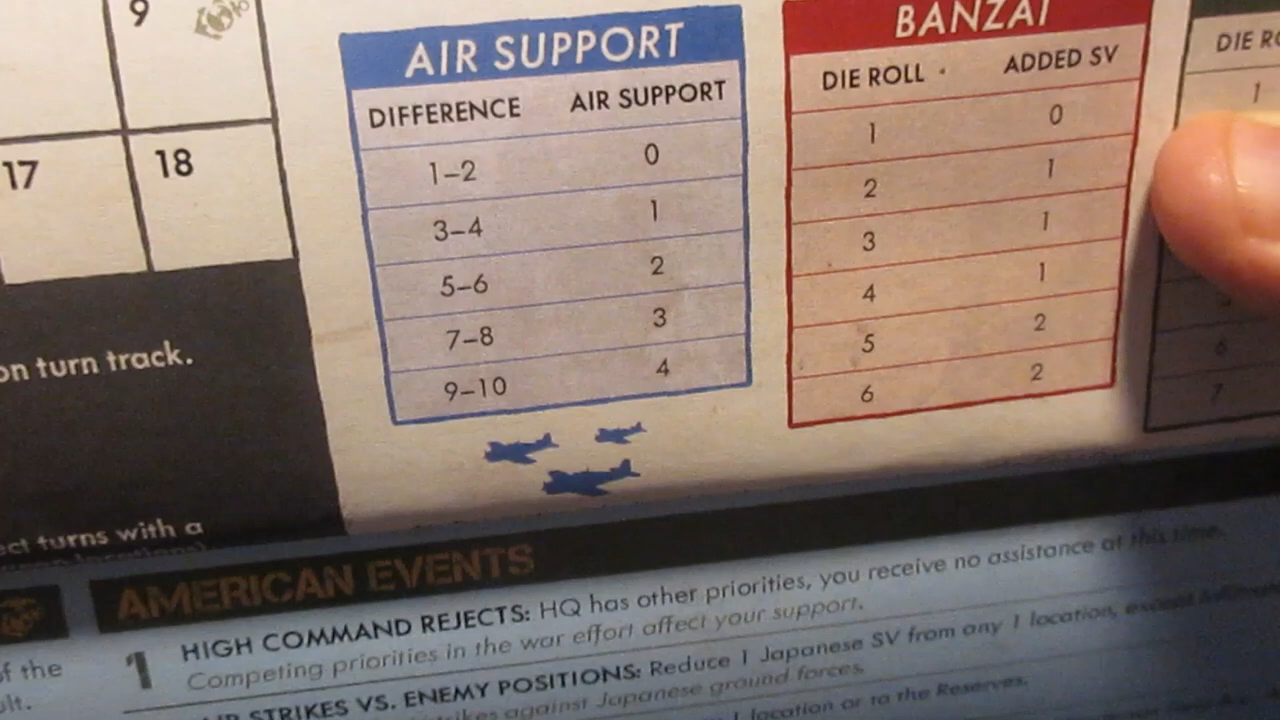 9
17 18
on turn track.
ect turns with a
of the
ult.
AIR SUPPORT
DIFFERENCE AIR SUPPORT
1–2 0
3–4 1
5–6 2
7–8 3
9–10 4
BANZAI
DIE ROLL ADDED SV
1 0
2 1
3 1
4 1
5 2
6 2
DIE RO
1
6
7
AMERICAN EVENTS
1 HIGH COMMAND REJECTS: HQ has other priorities, you receive no assistance at this time.
Competing priorities in the war effort affect your support.
STRIKES VS. ENEMY POSITIONS: Reduce 1 Japanese SV from any 1 location, except
against Japanese ground forces.
1 location or to the Reserves.